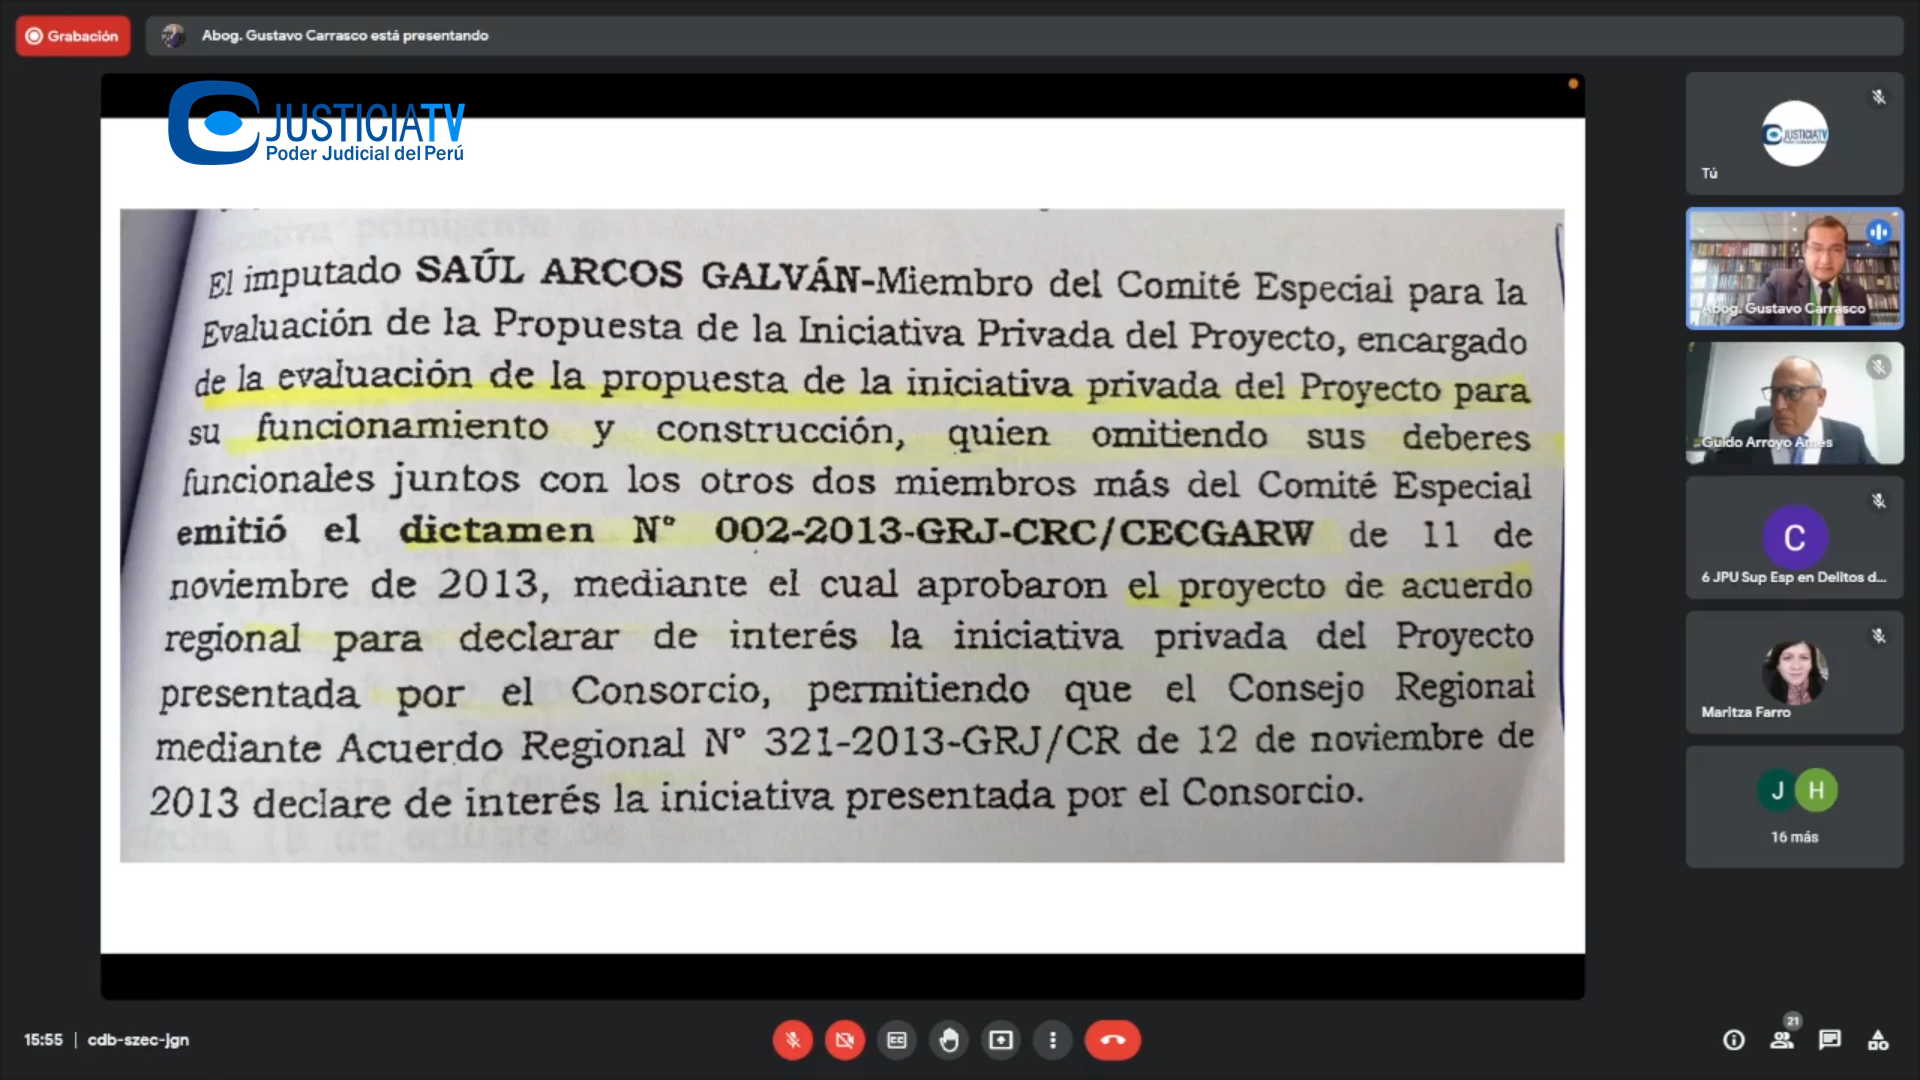 Grabación
Abog. Gustavo Carrasco está presentando
JUSTICIATV
Poder Judicial del Perú
El imputado SAÚL ARCOS GALVÁN-Miembro del Comité Especial para la
Evaluación de la Propuesta de la Iniciativa Privada del Proyecto, encargado
de la evaluación de la propuesta de la iniciativa privada del Proyecto para
su funcionamiento y construcción, quien omitiendo sus deberes
funcionales juntos con los otros dos miembros más del Comité Especial
emitió el dictamen N° 002-2013-GRJ-CRC/CECGARW de 11 de
noviembre de 2013, mediante el cual aprobaron el proyecto de acuerdo
regional para declarar de interés la iniciativa privada del Proyecto
presentada por el Consorcio, permitiendo que el Consejo Regional
mediante Acuerdo Regional N° 321-2013-GRJ/CR de 12 de noviembre de
2013 declare de interés la iniciativa presentada por el Consorcio.
JUSTICIATV
Tú
Abog. Gustavo Carrasco
Guido Arroyo Ames
C
6 JPU Sup Esp en Delitos d...
Maritza Farro
J H
16 más
15:55 | cdb-szec-jgn
21